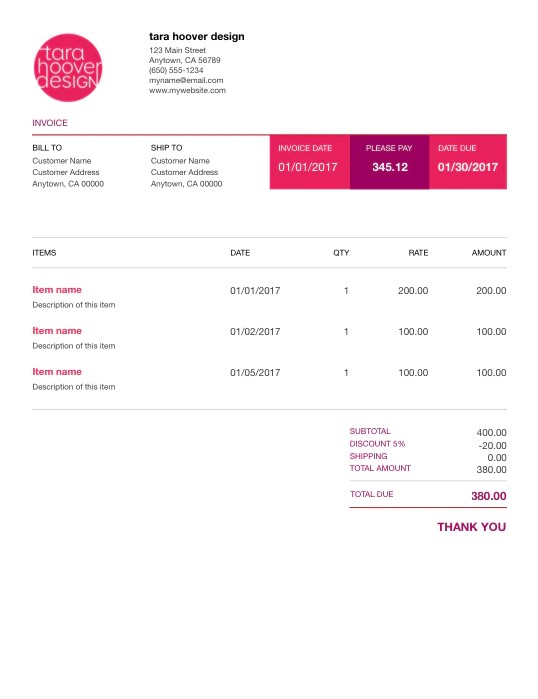 tara
hoover
design
tara hoover design
123 Main Street
Anytown, CA 56789
(650) 555-1234
myname@email.com
www.mywebsite.com
INVOICE
BILL TO
Customer Name
Customer Address
Anytown, CA 00000
SHIP TO
Customer Name
Customer Address
Anytown, CA 00000
INVOICE DATE
01/01/2017
PLEASE PAY
345.12
DATE DUE
01/30/2017
ITEMS DATE QTY RATE AMOUNT
Item name 01/01/2017 1 200.00 200.00
Description of this item
Item name 01/02/2017 1 100.00 100.00
Description of this item
Item name 01/05/2017 1 100.00 100.00
Description of this item
SUBTOTAL 400.00
DISCOUNT 5% -20.00
SHIPPING 0.00
TOTAL AMOUNT 380.00
TOTAL DUE 380.00
THANK YOU